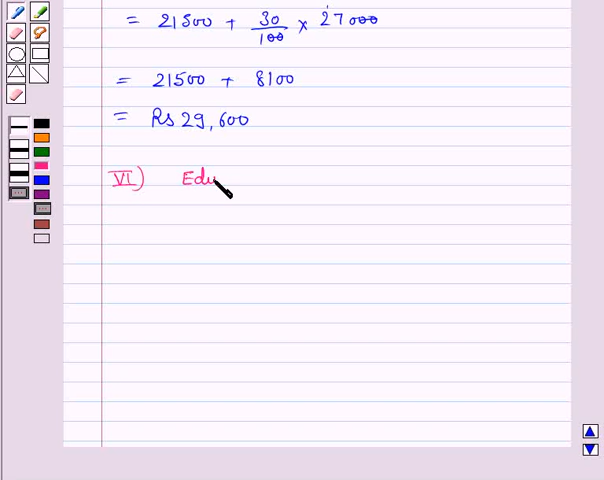 = 21500 + 30/100 × 27000
= 21500 + 8100
= Rs 29,600
VI) Edu